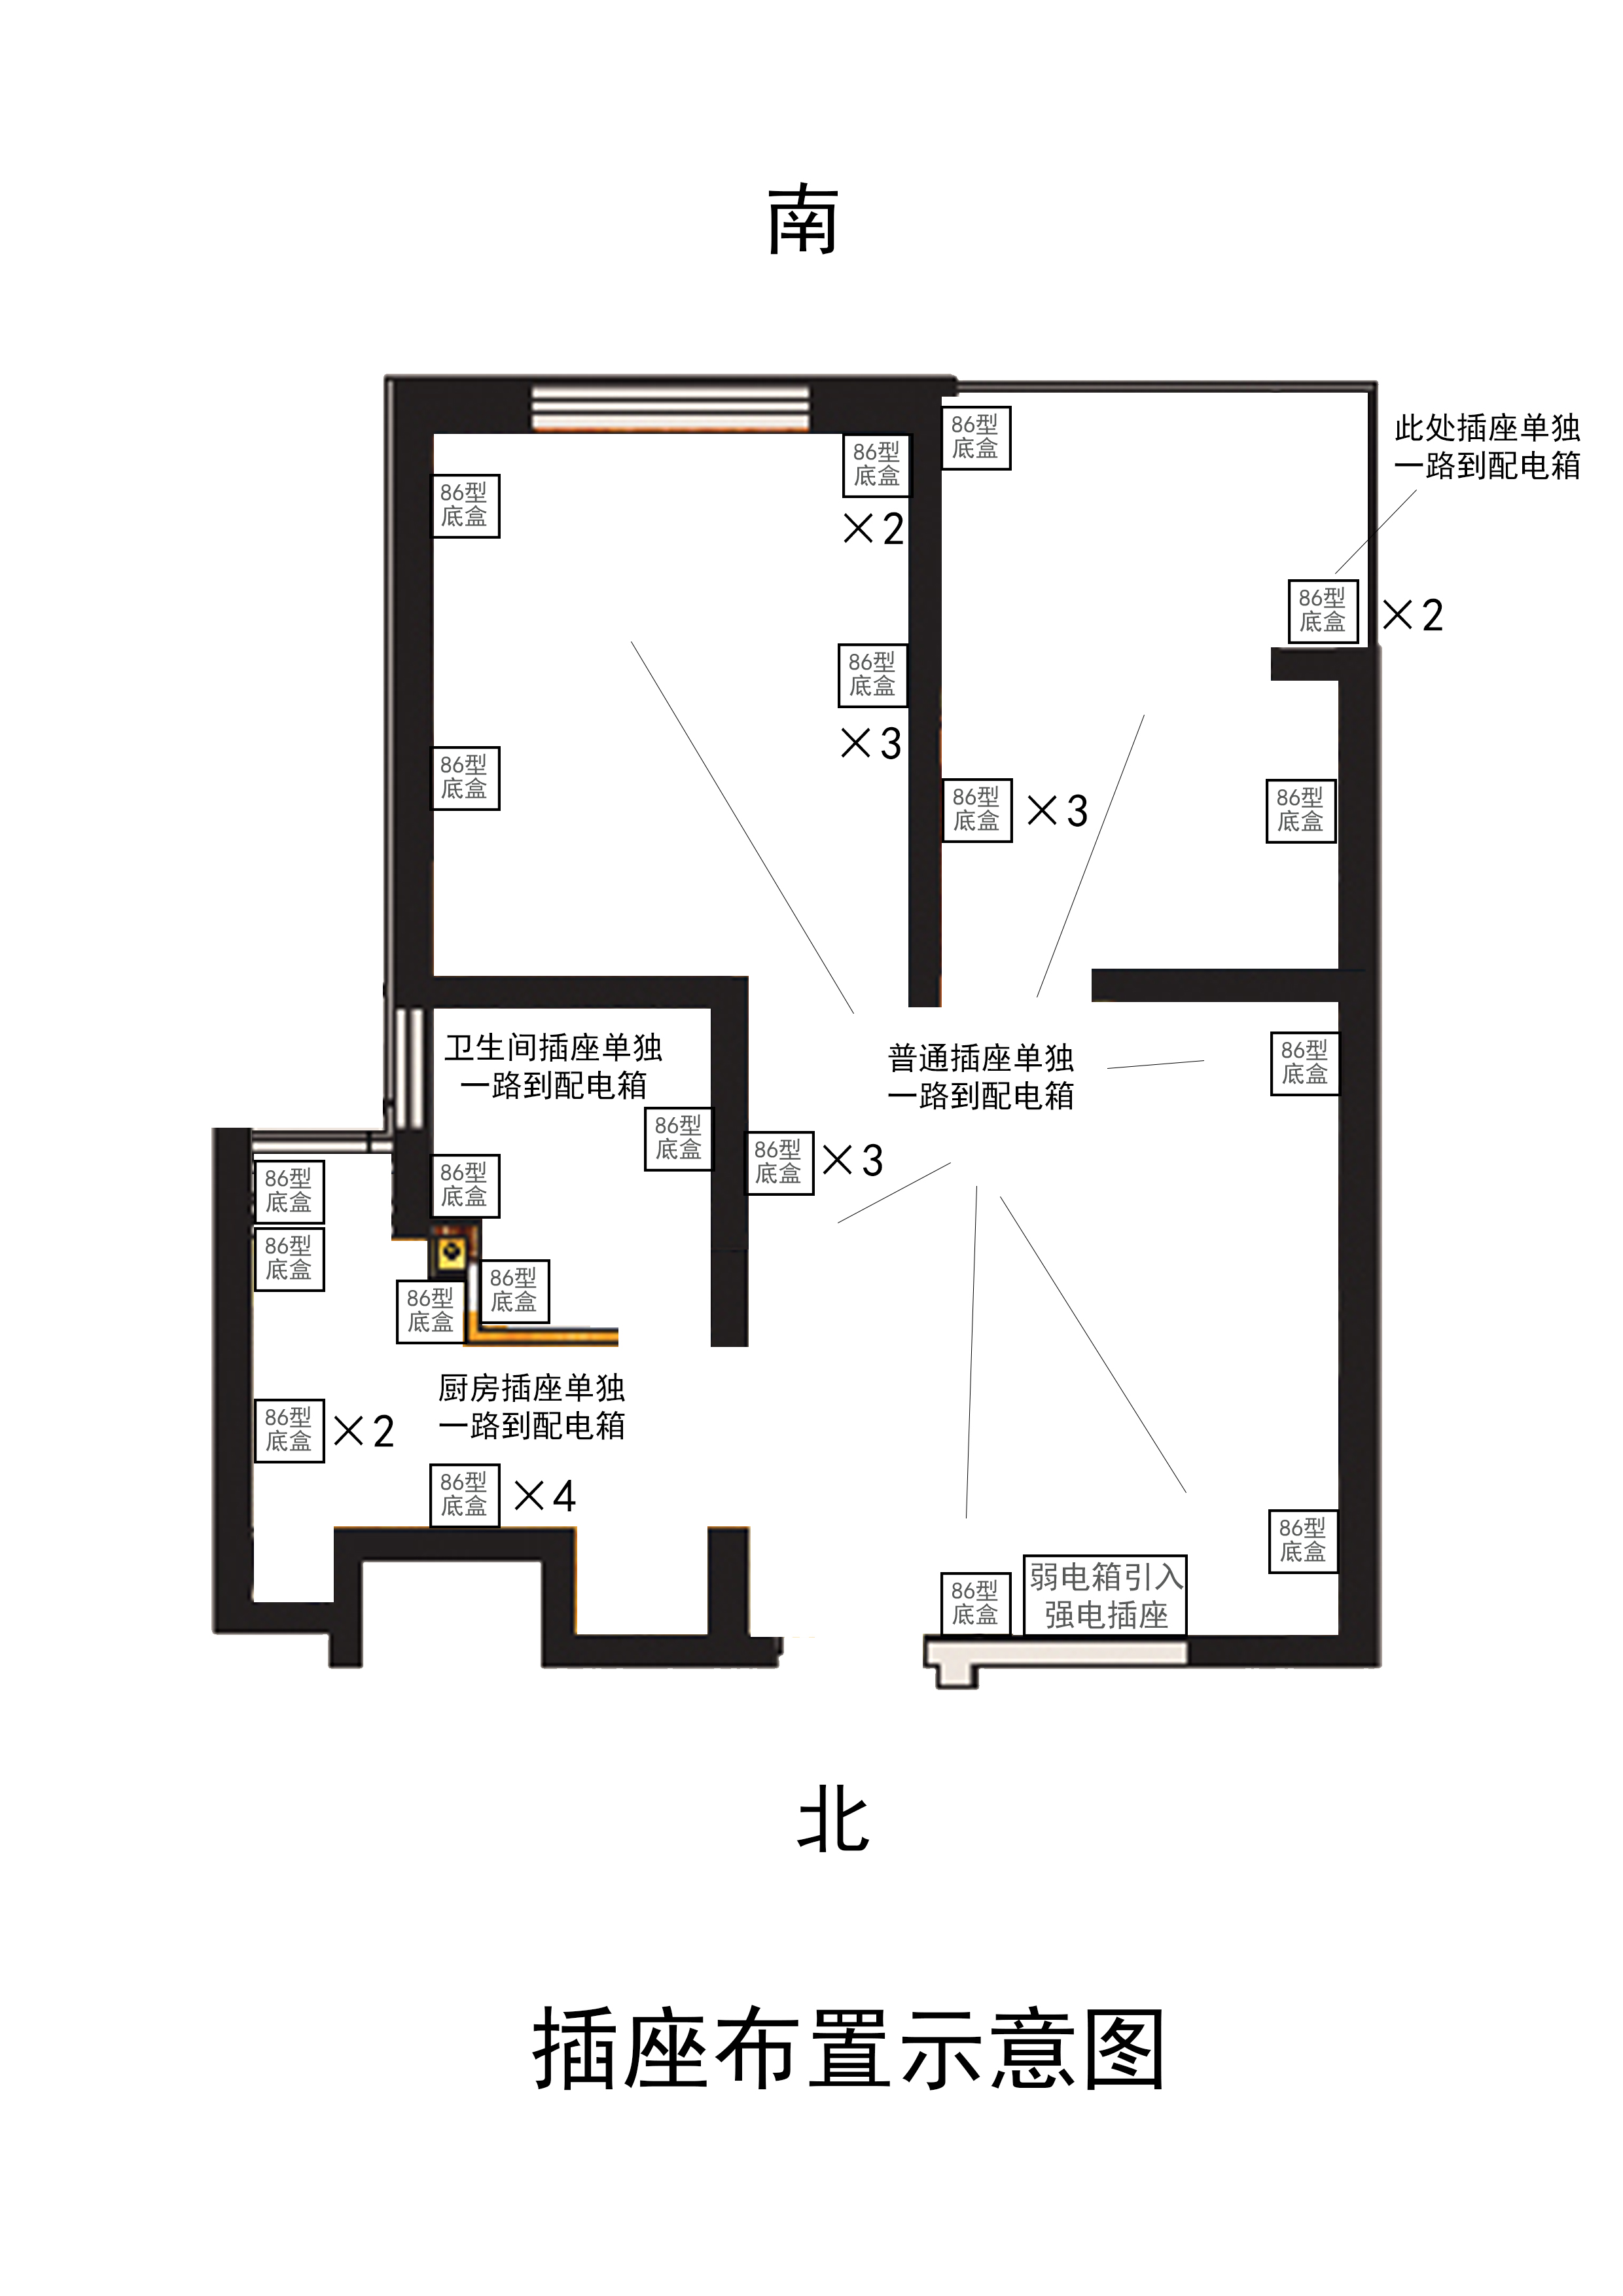 南
86型
底盒
此处插座单独
一路到配电箱
86型
底盒
×2
86型
底盒
86型
底盒
×2
86型
底盒
×3
86型
底盒
86型
底盒
×3
86型
底盒
卫生间插座单独
一路到配电箱
普通插座单独
一路到配电箱
86型
底盒
86型
底盒
86型
底盒
×3
86型
底盒
86型
底盒
86型
底盒
86型
底盒
86型
底盒
厨房插座单独
一路到配电箱
86型
底盒
×2
86型
底盒
×4
86型
底盒
86型
底盒
弱电箱引入
强电插座
北
插座布置示意图